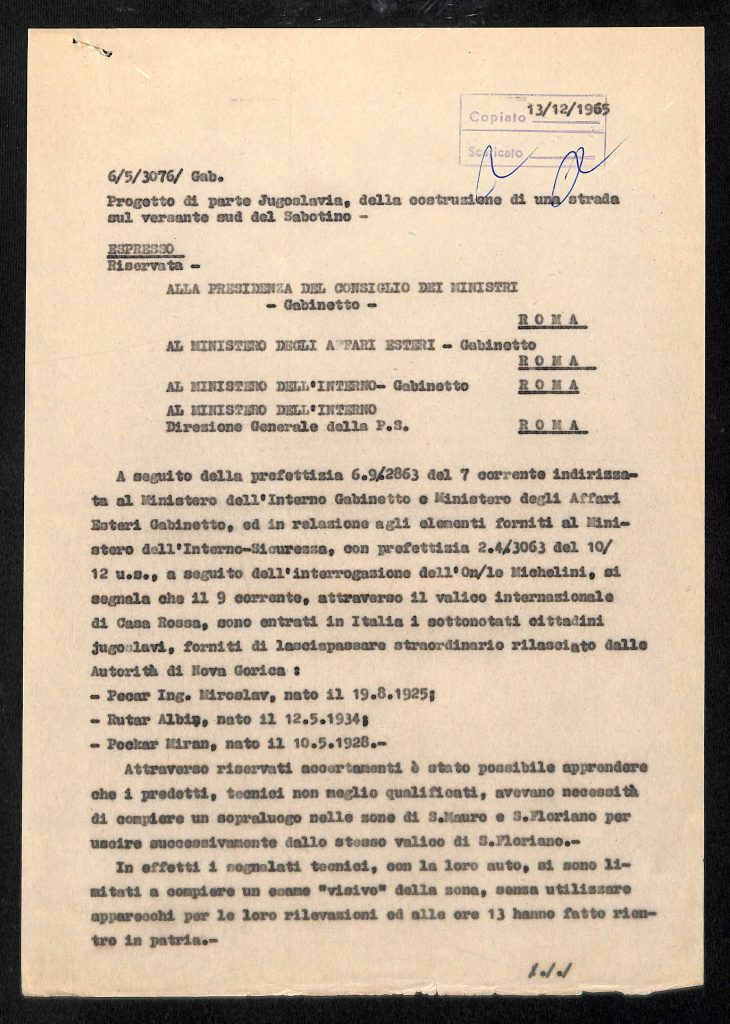 13/12/1965
Copiato
Scaricato
6/5/3076/ Gab.
Progetto di parte Jugoslavia, della costruzione di una strada
sul versante sud del Sabotino -
ESPRESSO
Riservata -
ALLA PRESIDENZA DEL CONSIGLIO DEI MINISTRI
- Gabinetto -
R O M A
AL MINISTERO DEGLI AFFARI ESTERI - Gabinetto
R O M A
AL MINISTERO DELL'INTERNO- Gabinetto R O M A
AL MINISTERO DELL'INTERNO
Direzione Generale della P.S. R O M A
A seguito della prefettizia 6.9/2863 del 7 corrente indirizza-
ta al Ministero dell'Interno Gabinetto e Ministero degli Affari
Esteri Gabinetto, ed in relazione agli elementi forniti al Mini-
stero dell'Interno-Sicurezza, con prefettizia 2.4/3063 del 10/
12 u.s., a seguito dell'interrogazione dell'On/le Michelini, si
segnala che il 9 corrente, attraverso il valico internazionale
di Casa Rossa, sono entrati in Italia i sottonotati cittadini
jugoslavi, forniti di lasciapassare straordinario rilasciato dalle
Autorità di Nova Gorica :
- Pecar Ing. Miroslav, nato il 19.8.1925;
- Rutar Albin, nato il 12.5.1934;
- Pockar Miran, nato il 10.5.1928.-
Attraverso riservati accertamenti è stato possibile apprendere
che i predetti, tecnici non meglio qualificati, avevano necessità
di compiere un sopraluogo nelle zone di S.Mauro e S.Floriano per
uscire successivamente dallo stesso valico di S.Floriano.-
In effetti i segnalati tecnici, con la loro auto, si sono li-
mitati a compiere un esame "visivo" della zona, senza utilizzare
apparecchi per le loro rilevazioni ed alle ore 13 hanno fatto rien-
tro in patria.-
./.